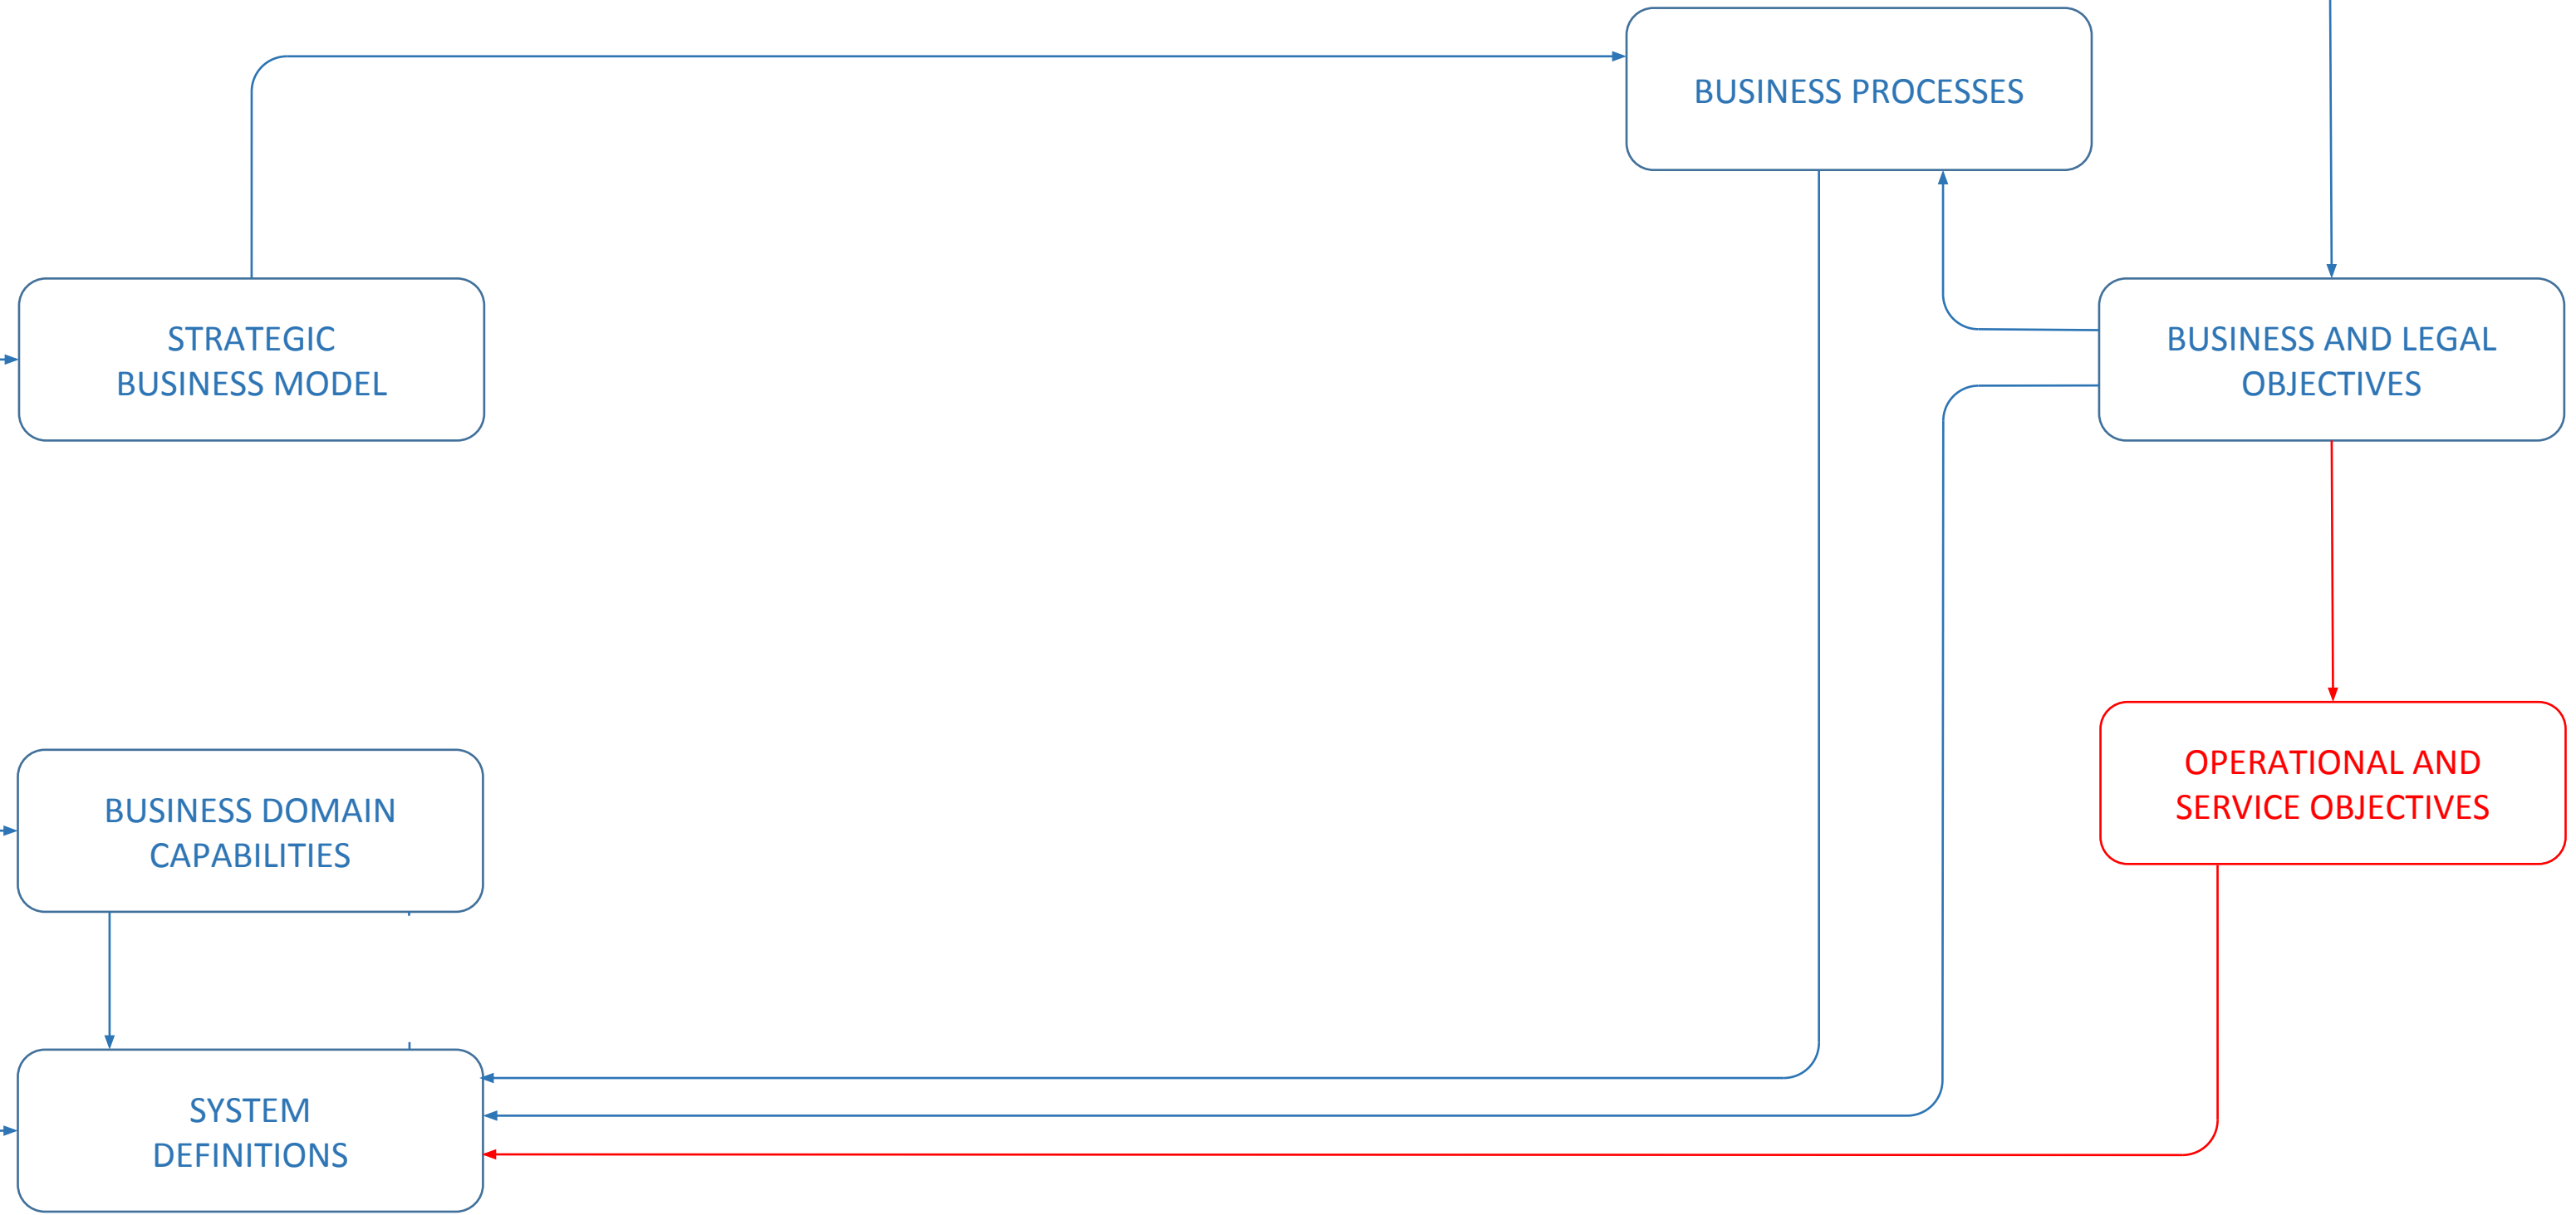 BUSINESS PROCESSES
STRATEGIC
BUSINESS MODEL
BUSINESS AND LEGAL
OBJECTIVES
BUSINESS DOMAIN
CAPABILITIES
OPERATIONAL AND
SERVICE OBJECTIVES
SYSTEM
DEFINITIONS